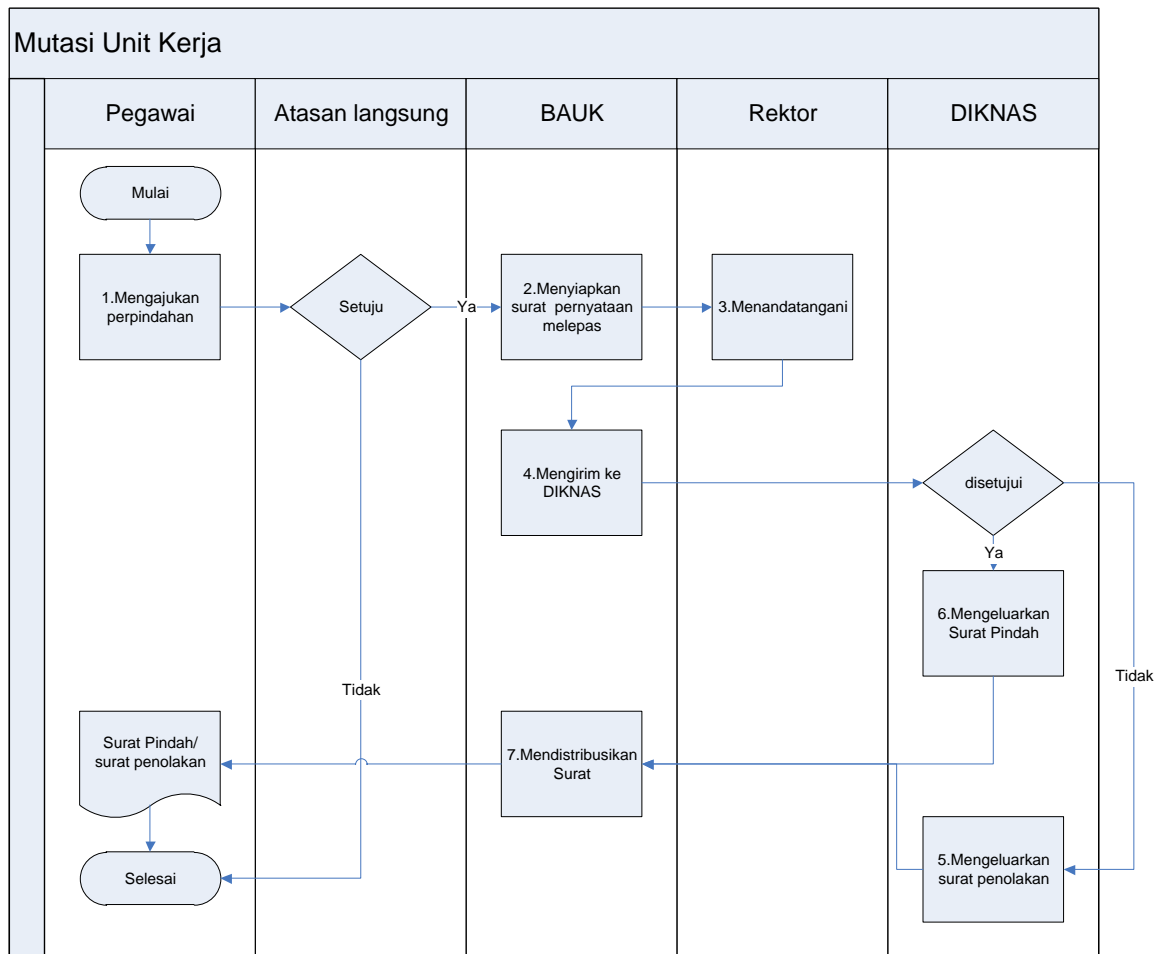 Mutasi Unit Kerja
Pegawai
Atasan langsung
BAUK
Rektor
DIKNAS
Mulai
1.Mengajukan
perpindahan
Setuju
Ya
2.Menyiapkan
surat pernyataan
melepas
3.Menandatangani
4.Mengirim ke
DIKNAS
disetujui
Ya
6.Mengeluarkan
Surat Pindah
Tidak
Tidak
Surat Pindah/
surat penolakan
7.Mendistribusikan
Surat
5.Mengeluarkan
surat penolakan
Selesai